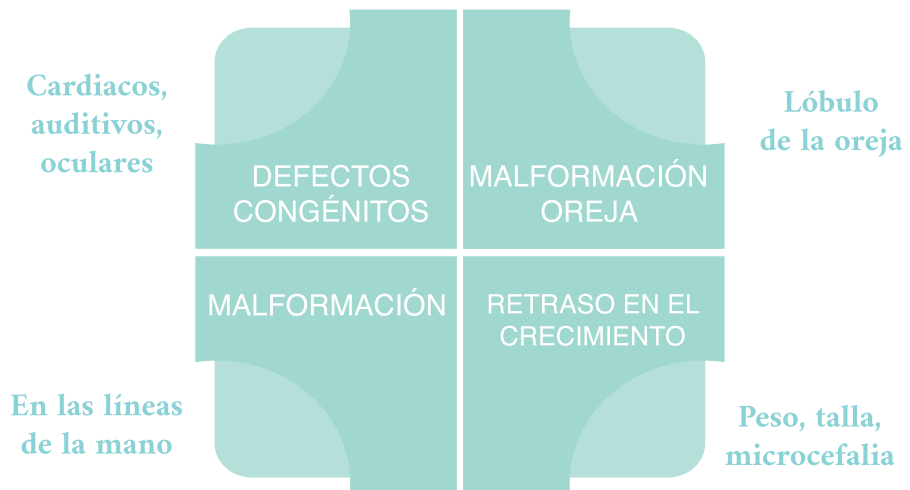 Cardiacos,
auditivos,
oculares
DEFECTOS
CONGÉNITOS
MALFORMACIÓN
OREJA
Lóbulo
de la oreja
MALFORMACIÓN
En las líneas
de la mano
RETRASO EN EL
CRECIMIENTO
Peso, talla,
microcefalia